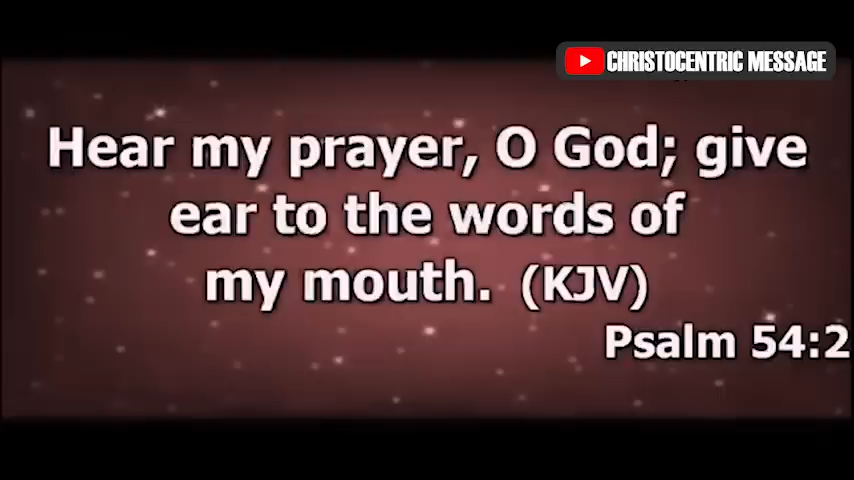 CHRISTOCENTRIC MESSAGE
Hear my prayer, O God; give
ear to the words of
my mouth. (KJV)
Psalm 54:2